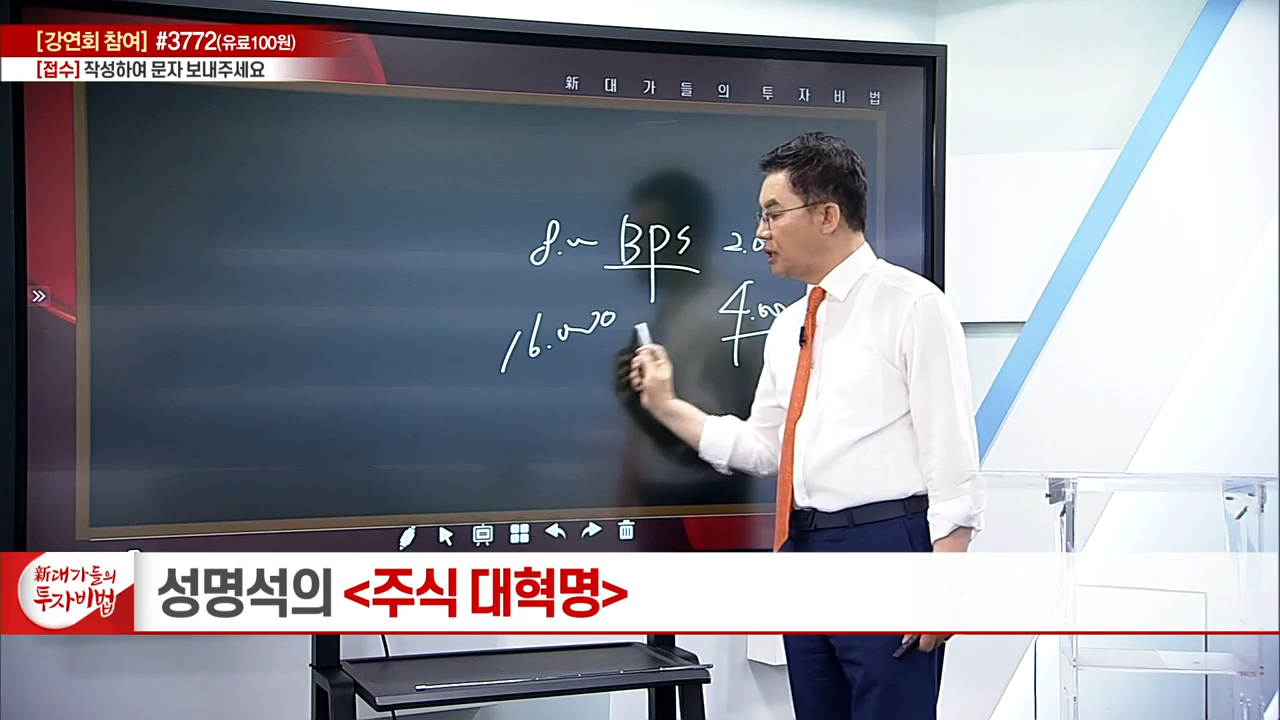 [강연회 참여] #3772(유료100원)
[접수] 작성하여 문자 보내주세요
新 대 가 들 의 투 자 비 법
BPS
16.000
新대가들의
투자비법
성명석의 <주식 대혁명>